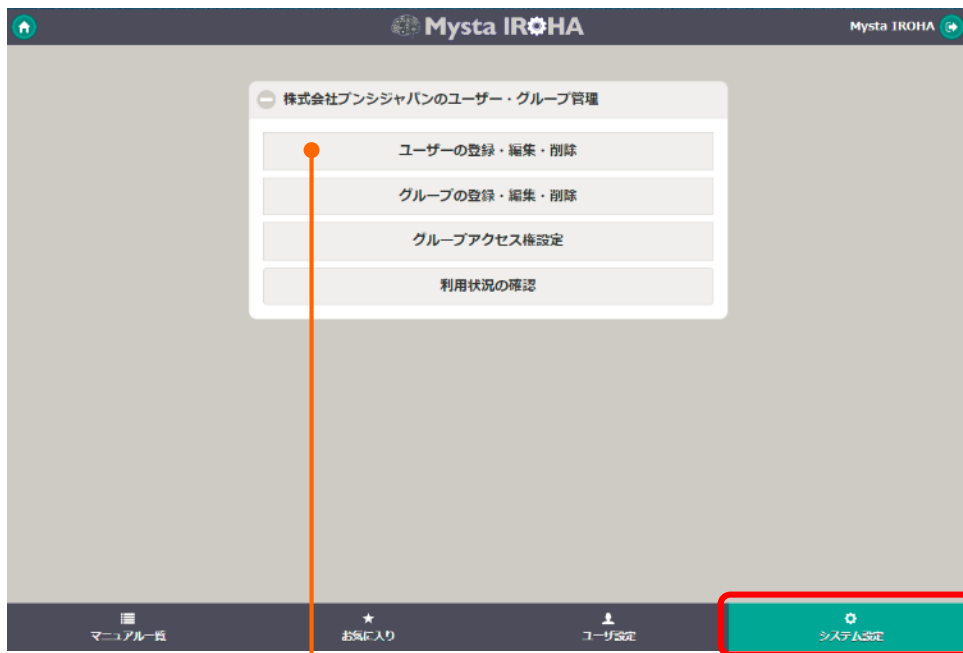 Mysta IROHA
Mysta IROHA
株式会社ブンシジャパンのユーザー・グループ管理
ユーザーの登録・編集・削除
グループの登録・編集・削除
グループアクセス権設定
利用状況の確認
マニュアル一覧
お気に入り
ユーザ設定
システム設定